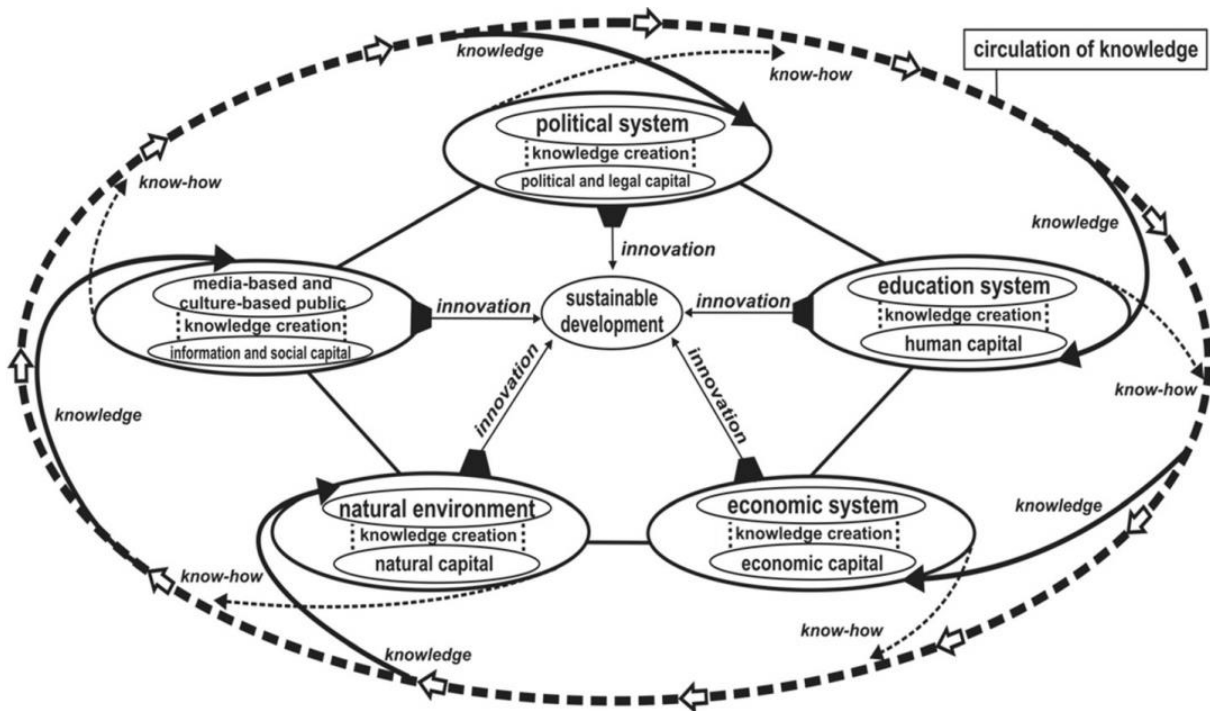 knowledge
circulation of knowledge
know-how
political system
knowledge creation
political and legal capital
know-how
knowledge
innovation
media-based and
culture-based public
knowledge creation
information and social capital
innovation
sustainable
development
innovation
education system
knowledge creation
human capital
know-how
knowledge
innovation
innovation
natural environment
knowledge creation
natural capital
economic system
knowledge creation
economic capital
knowledge
know-how
know-how
knowledge